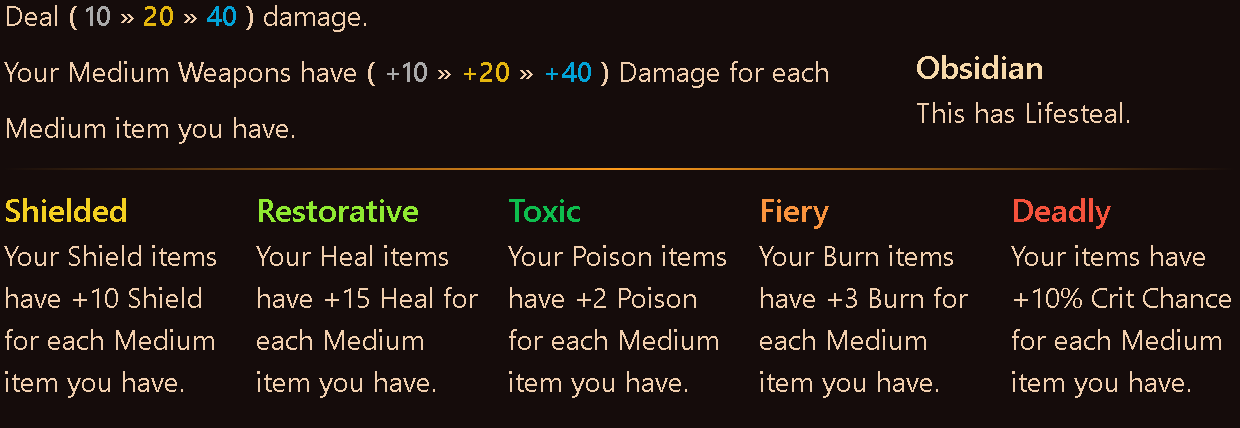 Deal ( 10 » 20 » 40 ) damage.
Your Medium Weapons have ( +10 » +20 » +40 ) Damage for each
Medium item you have.
Obsidian
This has Lifesteal.
Shielded
Your Shield items
have +10 Shield
for each Medium
item you have.
Restorative
Your Heal items
have +15 Heal for
each Medium
item you have.
Toxic
Your Poison items
have +2 Poison
for each Medium
item you have.
Fiery
Your Burn items
have +3 Burn for
each Medium
item you have.
Deadly
Your items have
+10% Crit Chance
for each Medium
item you have.